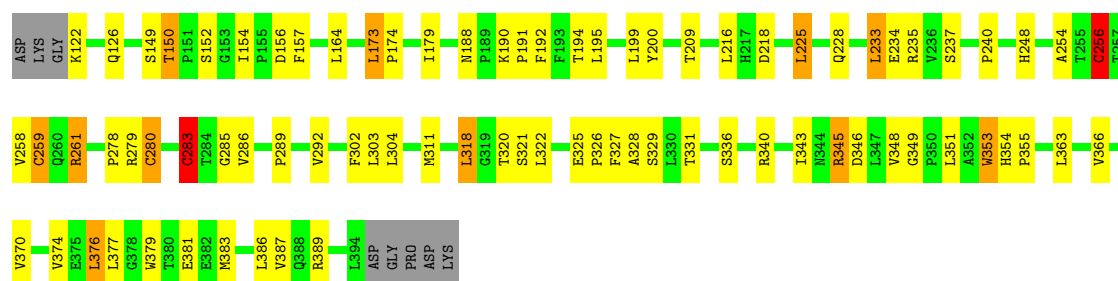 ASP LYS GLY K122 Q126 S149 T150 P151 S152 G153 I154 P155 D156 F157 L164 L173 P174 I179 N188 P189 K190 P191 F192 F193 T194 L195 L199 Y200 T209 L216 H217 D218 L225 Q228 L233 E234 R235 V236 S237 P240 H248 A254 T255 C256 T257
V258 C259 Q260 R261 P278 R279 C280 C283 T284 G285 V286 P289 V292 F302 L303 L304 M311 L318 G319 T320 S321 L322 E325 P326 F327 A328 S329 L330 T331 S336 R340 I343 N344 R345 D346 L347 V348 G349 P350 L351 A352 W353 H354 P355 L363 V366
V370 V374 E375 L376 L377 G378 W379 T380 E381 E382 M383 L386 V387 Q388 R389 L394 ASP GLY PRO ASP LYS